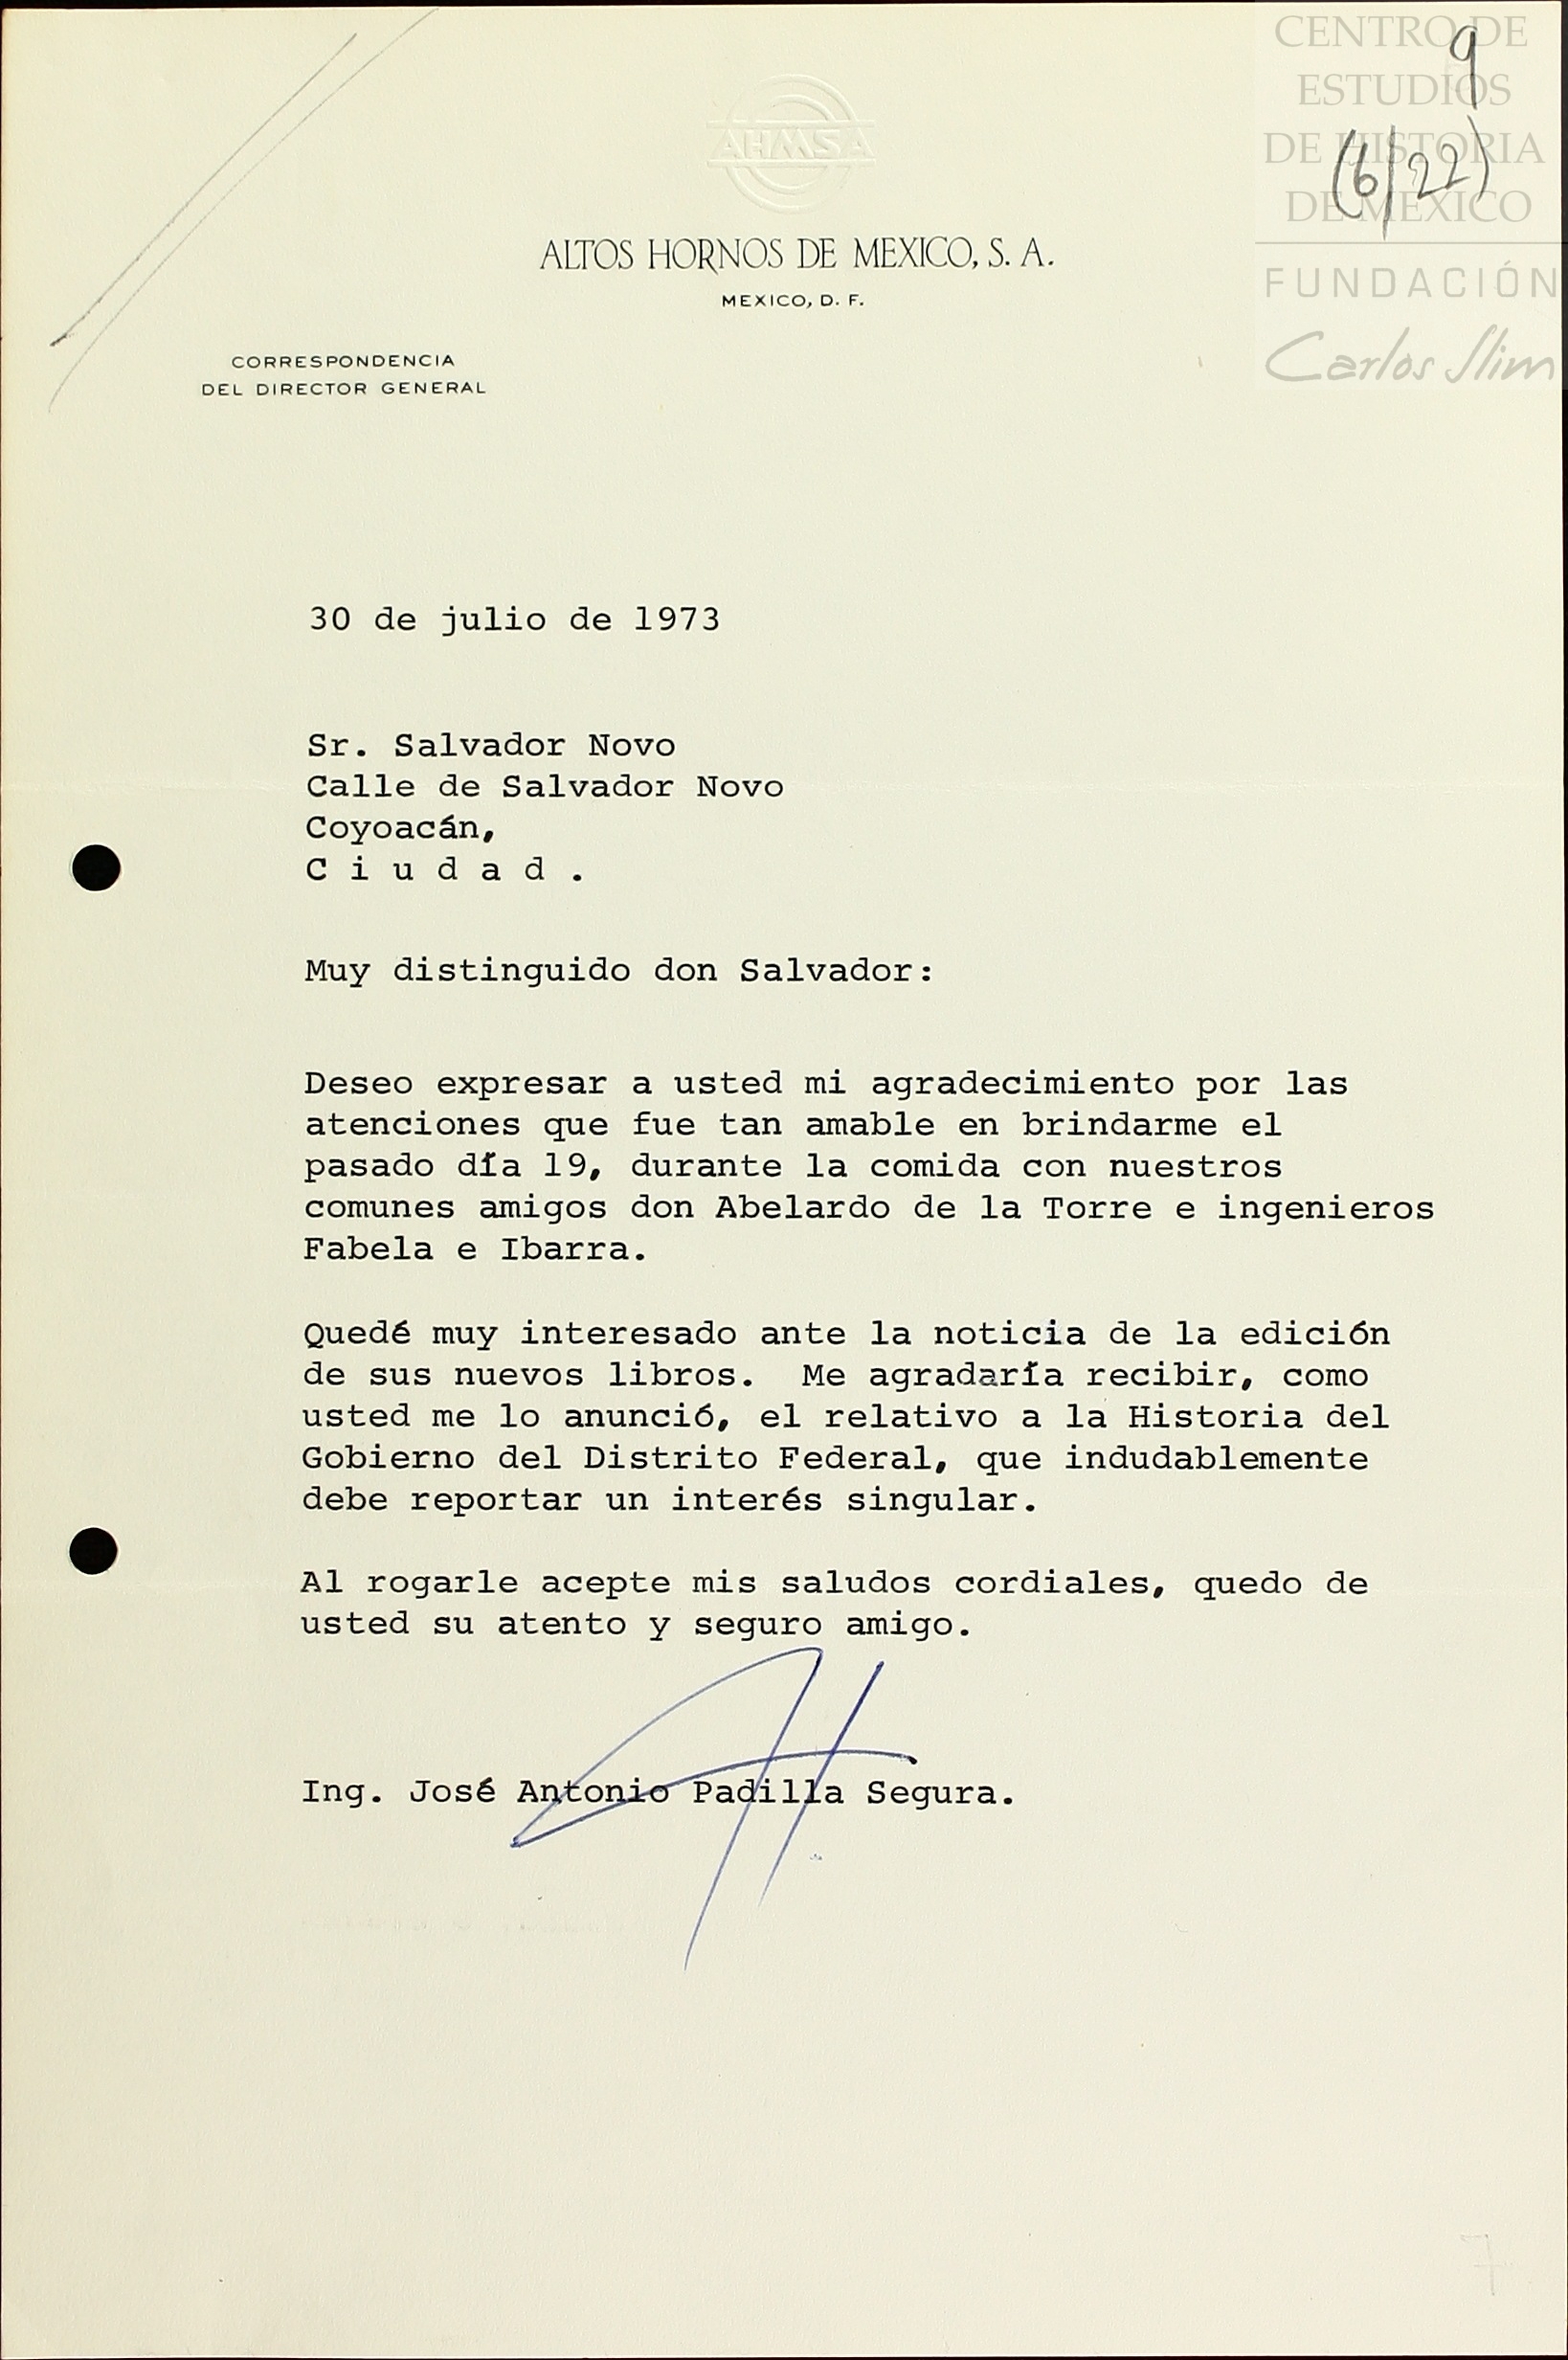 CENTRO DE
ESTUDIOS
DE HISTORIA
DE MEXICO
FUNDACIÓN
Carlos Slim
9
(6/22)
AHMSA
ALTOS HORNOS DE MEXICO, S. A.
MEXICO, D. F.
CORRESPONDENCIA
DEL DIRECTOR GENERAL
30 de julio de 1973
Sr. Salvador Novo
Calle de Salvador Novo
Coyoacán,
C i u d a d .
Muy distinguido don Salvador:
Deseo expresar a usted mi agradecimiento por las
atenciones que fue tan amable en brindarme el
pasado día 19, durante la comida con nuestros
comunes amigos don Abelardo de la Torre e ingenieros
Fabela e Ibarra.
Quedé muy interesado ante la noticia de la edición
de sus nuevos libros.  Me agradaría recibir, como
usted me lo anunció, el relativo a la Historia del
Gobierno del Distrito Federal, que indudablemente
debe reportar un interés singular.
Al rogarle acepte mis saludos cordiales, quedo de
usted su atento y seguro amigo.
Ing. José Antonio Padilla Segura.